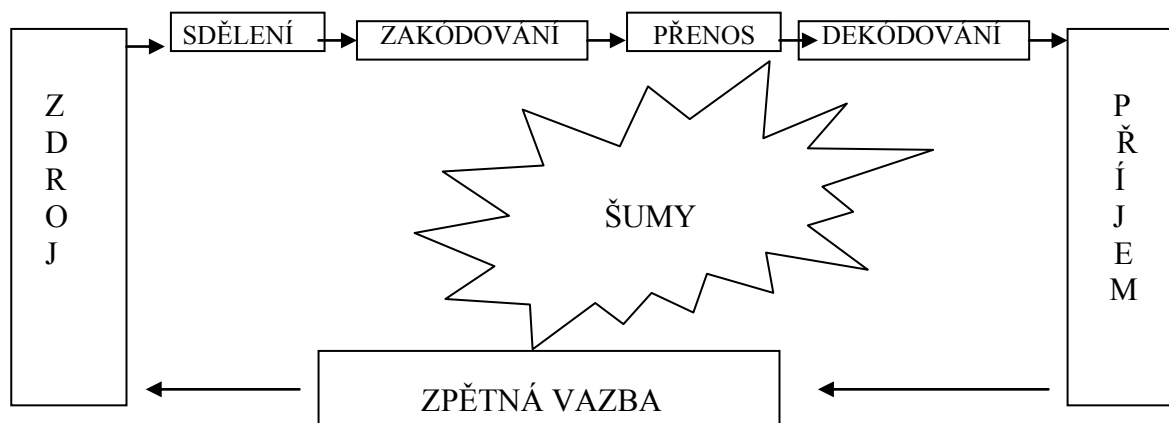 SDĚLENÍ
ZAKÓDOVÁNÍ
PŘENOS
DEKÓDOVÁNÍ
Z
D
R
O
J
ŠUMY
P
Ř
Í
J
E
M
ZPĚTNÁ VAZBA